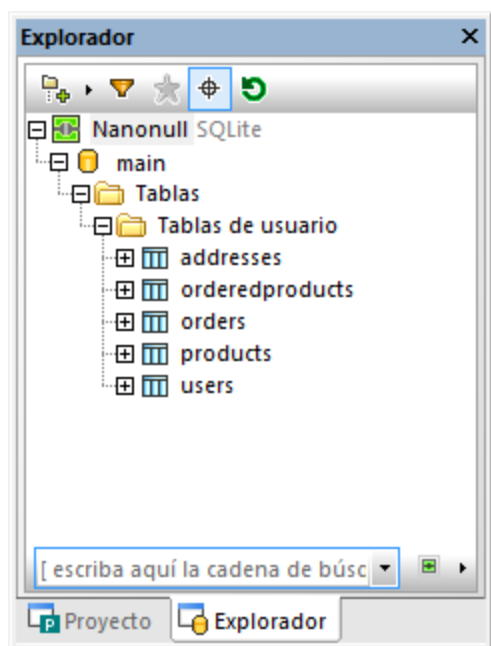 Explorador
Nanonull SQLite
main
Tablas
Tablas de usuario
addresses
orderedproducts
orders
products
users
[ escriba aquí la cadena de búsc
Proyecto Explorador